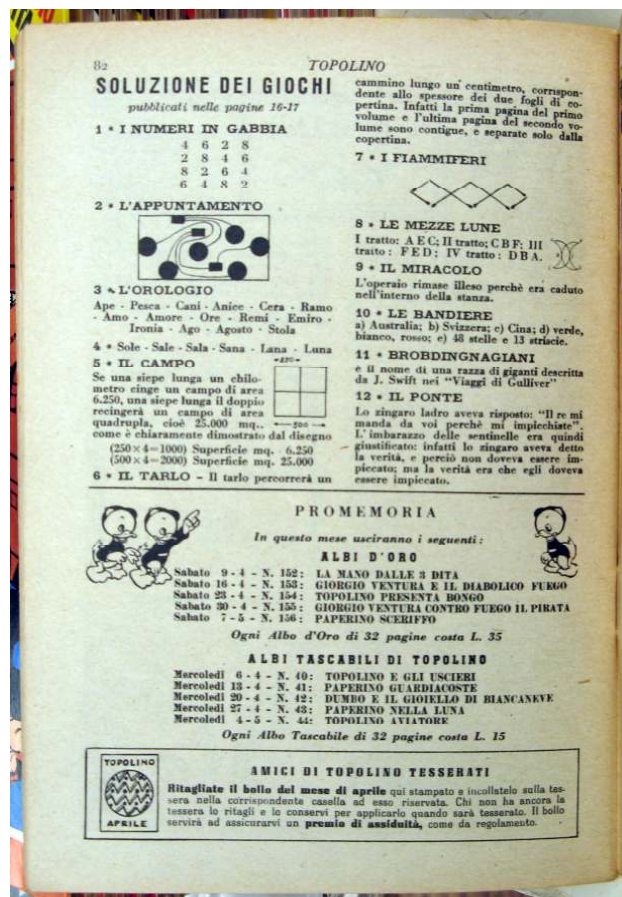 82
TOPOLINO
SOLUZIONE DEI GIOCHI
pubblicati nelle pagine 16-17
1 * I NUMERI IN GABBIA
4 6 2 8
2 8 4 6
8 2 6 4
6 4 8 2
2 * L'APPUNTAMENTO
3 * L'OROLOGIO
Ape - Pesca - Cani - Anice - Cera - Ramo
- Amo - Amore - Ore - Remi - Emiro -
Ironia - Ago - Agosto - Stola
4 * Sole - Sale - Sala - Sana - Lana - Luna
5 * IL CAMPO
Se una siepe lunga un chilo-
metro cinge un campo di area
6.250, una siepe lunga il doppio
recingerà un campo di area
quadrupla, cioè 25.000 mq.,
come è chiaramente dimostrato dal disegno
(250×4=1000) Superficie mq. 6.250
(500×4=2000) Superficie mq. 25.000
250
500
6 * IL TARLO - Il tarlo percorrerà un
cammino lungo un centimetro, corrispon-
dente allo spessore dei due fogli di co-
pertina. Infatti la prima pagina del primo
volume e l'ultima pagina del secondo vo-
lume sono contigue, e separate solo dalla
copertina.
7 * I FIAMMIFERI
8 * LE MEZZE LUNE
I tratto: A E C; II tratto; C B F; III
tratto: F E D; IV tratto: D B A.
9 * IL MIRACOLO
L'operaio rimase illeso perchè era caduto
nell'interno della stanza.
10 * LE BANDIERE
a) Australia; b) Svizzera; c) Cina; d) verde,
bianco, rosso; e) 48 stelle e 13 striscie.
11 * BROBDINGNAGIANI
e il nome di una razza di giganti descritta
da J. Swift nei "Viaggi di Gulliver"
12 * IL PONTE
Lo zingaro ladro aveva risposto: "Il re mi
manda da voi perchè mi impicchiate".
L'imbarazzo delle sentinelle era quindi
giustificato: infatti lo zingaro aveva detto
la verità, e perciò non doveva essere im-
piccato; ma la verità era che egli doveva
essere impiccato.
PROMEMORIA
In questo mese usciranno i seguenti:
ALBI D'ORO
Sabato 9 - 4 - N. 152: LA MANO DALLE 3 DITA
Sabato 16 - 4 - N. 153: GIORGIO VENTURA E IL DIABOLICO FUEGO
Sabato 23 - 4 - N. 154: TOPOLINO PRESENTA BONGO
Sabato 30 - 4 - N. 155: GIORGIO VENTURA CONTRO FUEGO IL PIRATA
Sabato 7 - 5 - N. 156: PAPERINO SCERIFFO
Ogni Albo d'Oro di 32 pagine costa L. 35
ALBI TASCABILI DI TOPOLINO
Mercoledì 6 - 4 - N. 40: TOPOLINO E GLI USCIERI
Mercoledì 13 - 4 - N. 41: PAPERINO GUARDIACOSTE
Mercoledì 20 - 4 - N. 42: DUMBO E IL GIOIELLO DI BIANCANEVE
Mercoledì 27 - 4 - N. 43: PAPERINO NELLA LUNA
Mercoledì 4 - 5 - N. 44: TOPOLINO AVIATORE
Ogni Albo Tascabile di 32 pagine costa L. 15
TOPOLINO
APRILE
AMICI DI TOPOLINO TESSERATI
Ritagliate il bollo del mese di aprile qui stampato e incollatelo sulla tes-
sera nella corrispondente casella ad esso riservata. Chi non ha ancora la
tessera lo ritagli e lo conservi per applicarlo quando sarà tesserato. Il bollo
servirà ad assicurarvi un premio di assiduità, come da regolamento.